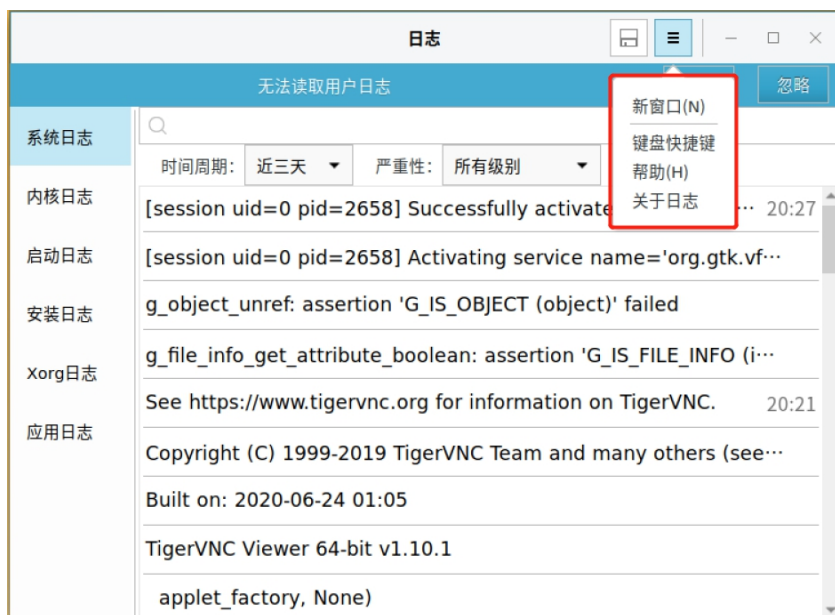 日志
无法读取用户日志
忽略
新窗口(N)
键盘快捷键
帮助(H)
关于日志
系统日志
内核日志
启动日志
安装日志
Xorg日志
应用日志
时间周期: 近三天 严重性: 所有级别
[session uid=0 pid=2658] Successfully activate ··· 20:27
[session uid=0 pid=2658] Activating service name='org.gtk.vf···
g_object_unref: assertion 'G_IS_OBJECT (object)' failed
g_file_info_get_attribute_boolean: assertion 'G_IS_FILE_INFO (i···
See https://www.tigervnc.org for information on TigerVNC. 20:21
Copyright (C) 1999-2019 TigerVNC Team and many others (see···
Built on: 2020-06-24 01:05
TigerVNC Viewer 64-bit v1.10.1
applet_factory, None)